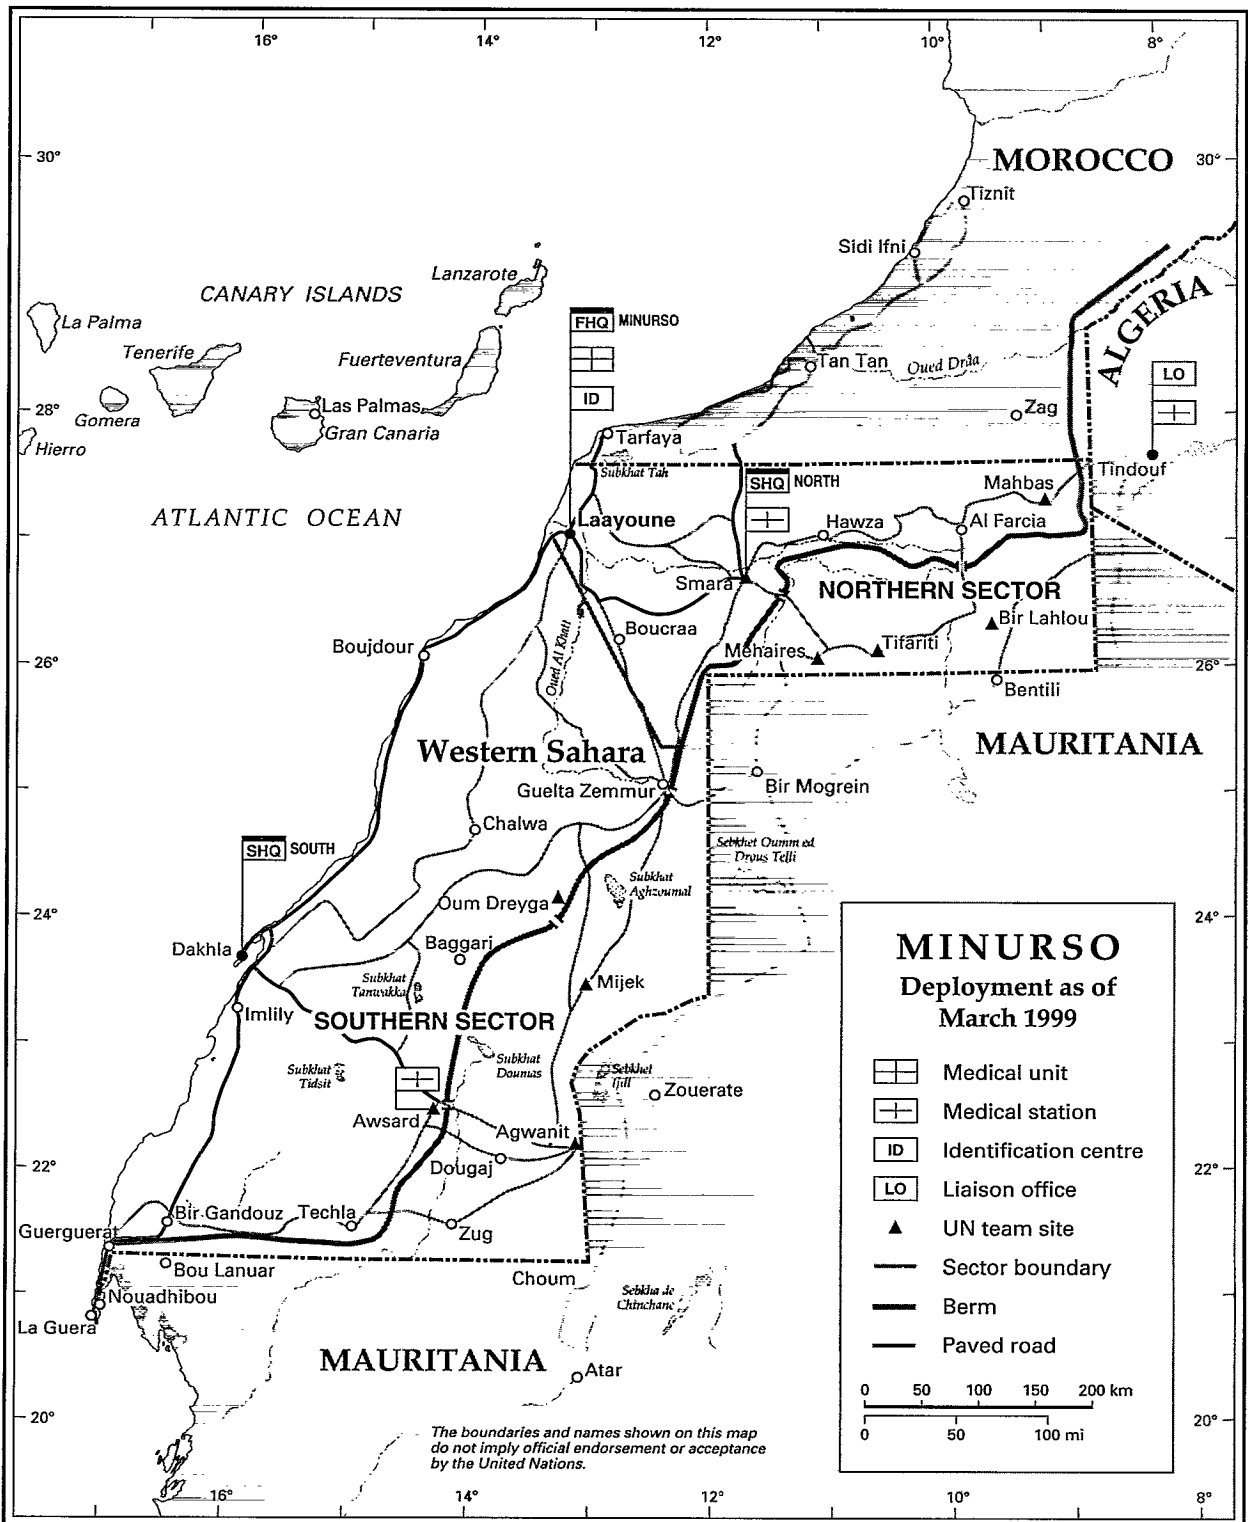 16°
14°
12°
10°
8°
30°
MOROCCO
30°
Tiznit
Sidi Ifni
Lanzarote
CANARY ISLANDS
ALGERIA
La Palma
FHQ MINURSO
Tenerife
Fuerteventura
Tan Tan
Oued Drâa
LO
ID
28°
Las Palmas
Zag
28°
Gomera
Gran Canaria
Tarfaya
Hierro
Subkhat Tah
Tindouf
SHQ NORTH
Mahbas
ATLANTIC OCEAN
Laayoune
Hawza
Al Farcia
Smara
NORTHERN SECTOR
Boucraa
Bir Lahlou
Boujdour
Oued Al Khatt
Mehaires
Tifariti
26°
26°
Bentili
Western Sahara
MAURITANIA
Guelta Zemmur
Bir Mogrein
Chalwa
SHQ SOUTH
Sebkhet Oumm ed
Drous Telli
Subkhat
Aghzoumal
Oum Dreyga
24°
24°
Dakhla
Baggari
Subkhat
Tanwakka
Mijek
Imlily
SOUTHERN SECTOR
Subkhat
Tidsit
Subkhat
Doumas
Sebkhet
Ijill
Zouerate
Awsard
Agwanit
Dougaj
22°
22°
Bir Gandouz
Techla
Guerguerat
Zug
Bou Lanuar
Choum
Nouadhibou
La Guera
Sebkha de
Chinchane
MAURITANIA
Atar
20°
20°
The boundaries and names shown on this map
do not imply official endorsement or acceptance
by the United Nations.
16°
14°
12°
10°
8°
MINURSO
Deployment as of
March 1999
Medical unit
Medical station
ID Identification centre
LO Liaison office
UN team site
Sector boundary
Berm
Paved road
0 50 100 150 200 km
0 50 100 mi